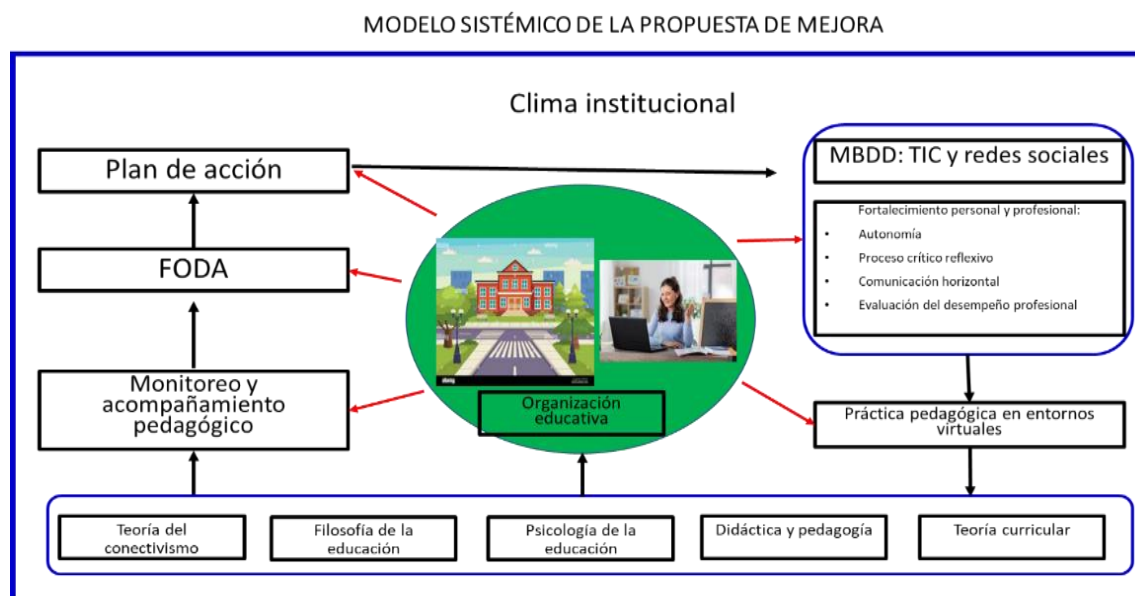 MODELO SISTÉMICO DE LA PROPUESTA DE MEJORA
Clima institucional
Plan de acción
FODA
Monitoreo y
acompañamiento
pedagógico
Organización
educativa
MBDD: TIC y redes sociales
Fortalecimiento personal y profesional:
• Autonomía
• Proceso crítico reflexivo
• Comunicación horizontal
• Evaluación del desempeño profesional
Práctica pedagógica en entornos
virtuales
Teoría del
conectivismo
Filosofía de la
educación
Psicología de la
educación
Didáctica y pedagogía
Teoría curricular